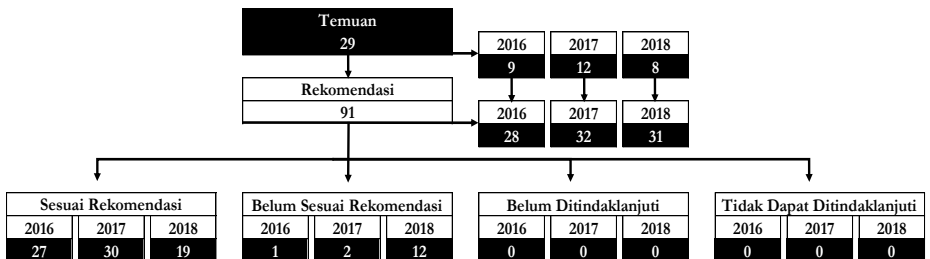 Temuan
29
2016 2017 2018
9 12 8
Rekomendasi
91
2016 2017 2018
28 32 31
Sesuai Rekomendasi
2016 2017 2018
27 30 19
Belum Sesuai Rekomendasi
2016 2017 2018
1 2 12
Belum Ditindaklanjuti
2016 2017 2018
0 0 0
Tidak Dapat Ditindaklanjuti
2016 2017 2018
0 0 0